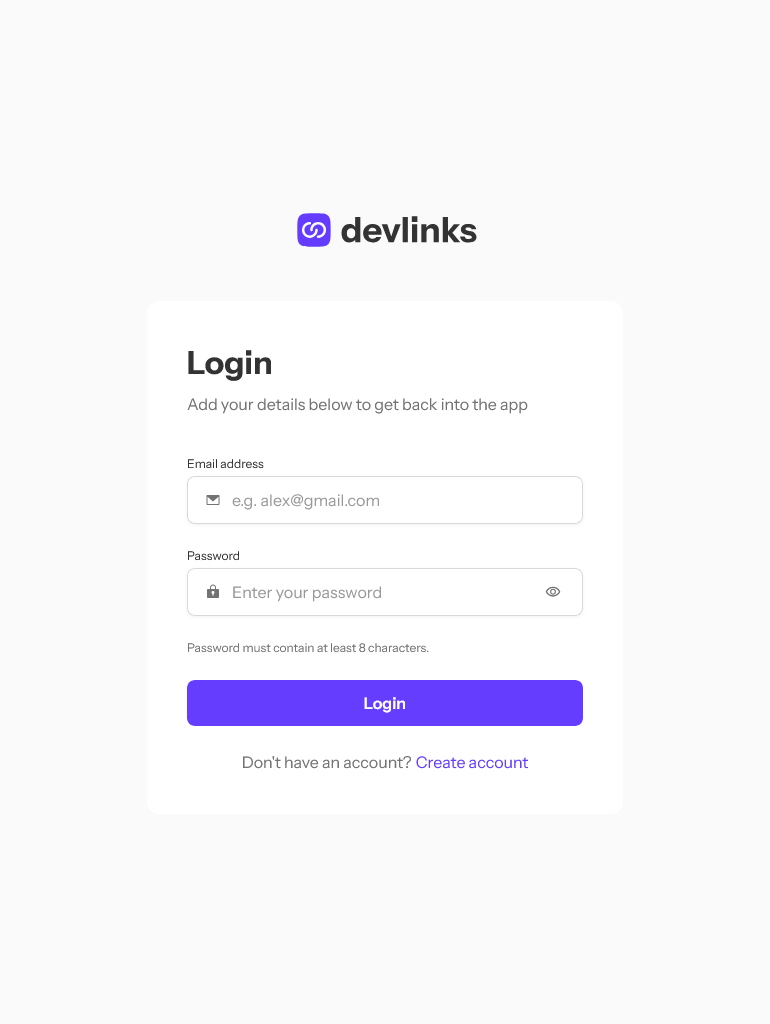 devlinks
Login
Add your details below to get back into the app
Email address
e.g. alex@gmail.com
Password
Enter your password
Password must contain at least 8 characters.
Login
Don't have an account? Create account